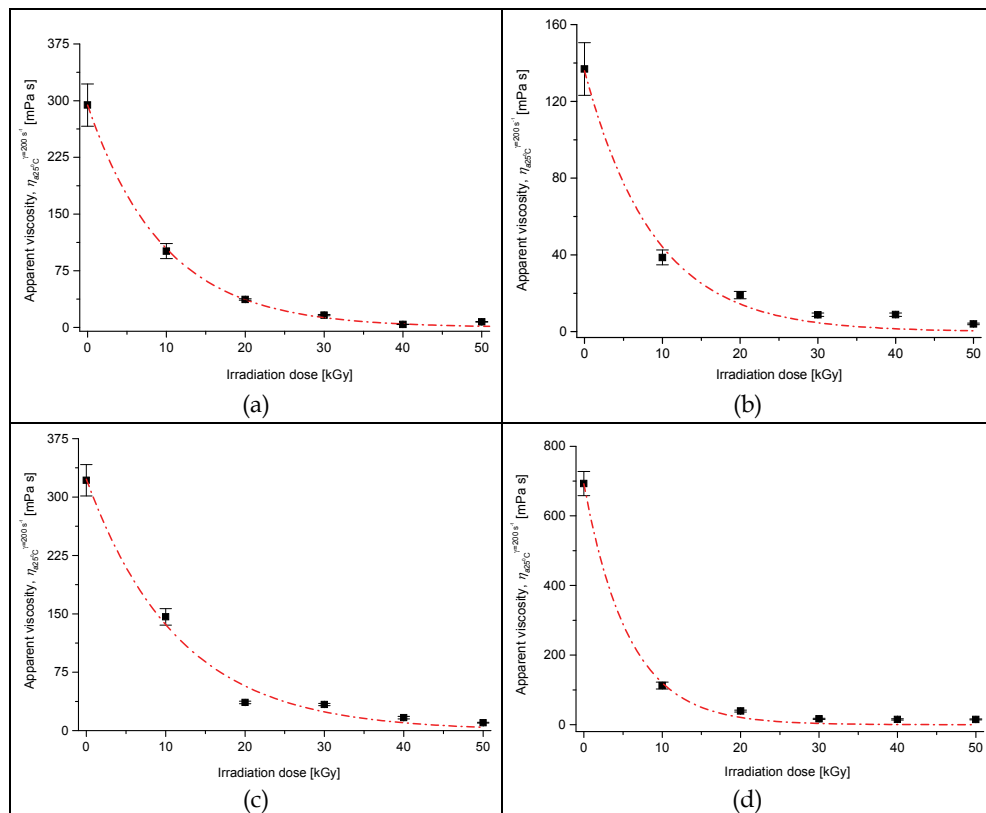 375
300
225
150
75
0
Apparent viscosity, ηa25°C γ=200 s⁻¹ [mPa s]
0 10 20 30 40 50
Irradiation dose [kGy]
(a)
160
120
80
40
0
Apparent viscosity, ηa25°C γ=200 s⁻¹ [mPa s]
0 10 20 30 40 50
Irradiation dose [kGy]
(b)
375
300
225
150
75
0
Apparent viscosity, ηa25°C γ=200 s⁻¹ [mPa s]
0 10 20 30 40 50
Irradiation dose [kGy]
(c)
800
600
400
200
0
Apparent viscosity, ηa25°C γ=200 s⁻¹ [mPa s]
0 10 20 30 40 50
Irradiation dose [kGy]
(d)